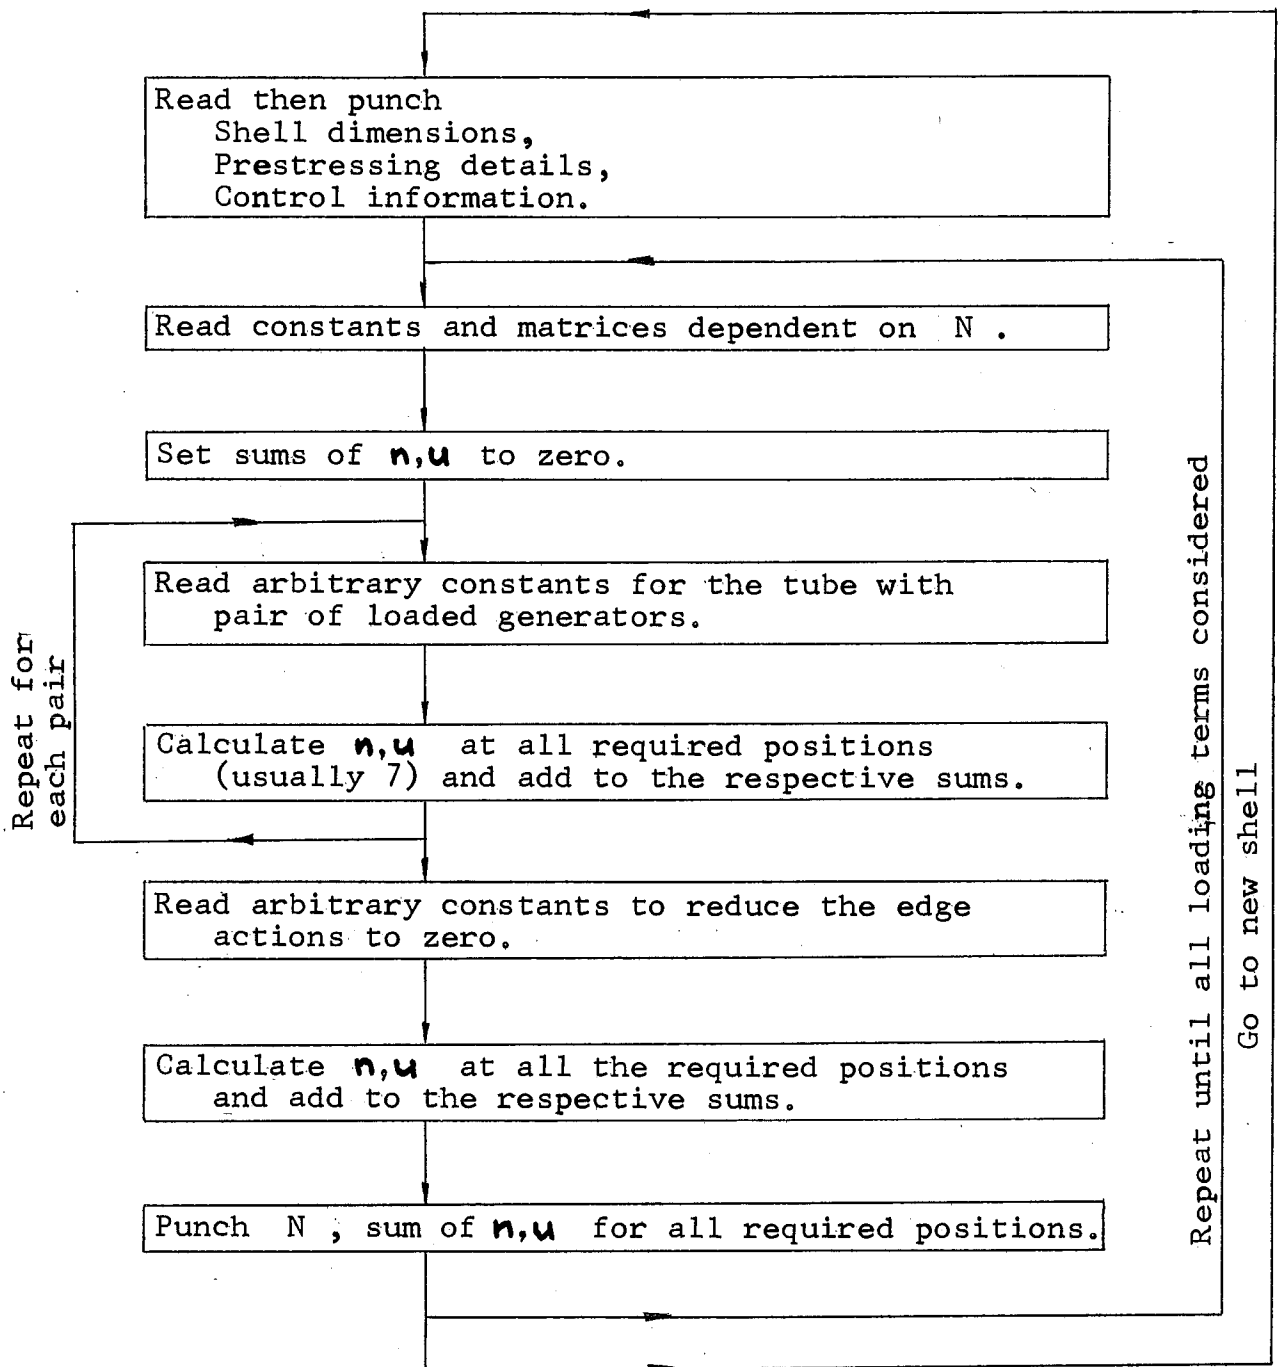 Read then punch
Shell dimensions,
Prestressing details,
Control information.
Read constants and matrices dependent on N .
Set sums of n,u to zero.
Read arbitrary constants for the tube with
pair of loaded generators.
Calculate n,u at all required positions
(usually 7) and add to the respective sums.
Repeat for
each pair
Read arbitrary constants to reduce the edge
actions to zero.
Calculate n,u at all the required positions
and add to the respective sums.
Punch N , sum of n,u for all required positions.
Repeat until all loading terms considered
Go to new shell